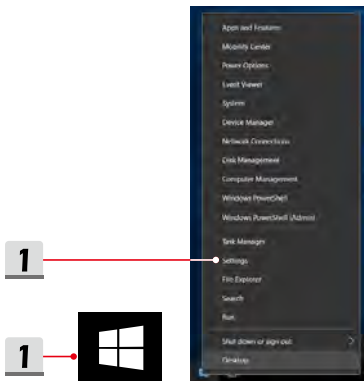 Apps and Features
Mobility Center
Power Options
Event Viewer
System
Device Manager
Network Connections
Disk Management
Computer Management
Windows PowerShell
Windows PowerShell (Admin)
Task Manager
1
Settings
File Explorer
Search
Run
1
Shut down or sign out
Desktop